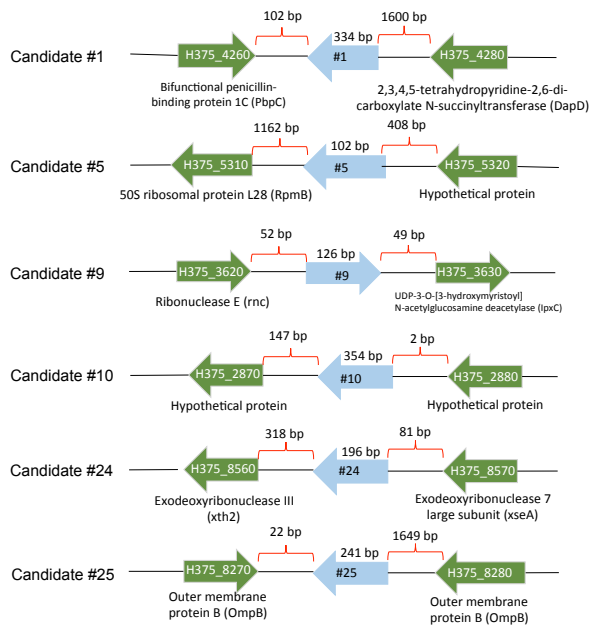 102 bp
334 bp
1600 bp
Candidate #1
H375_4260
#1
H375_4280
Bifunctional penicillin-
binding protein 1C (PbpC)
2,3,4,5-tetrahydropyridine-2,6-di-
carboxylate N-succinyltransferase (DapD)
1162 bp
102 bp
408 bp
Candidate #5
H375_5310
#5
H375_5320
50S ribosomal protein L28 (RpmB)
Hypothetical protein
52 bp
126 bp
49 bp
Candidate #9
H375_3620
#9
H375_3630
Ribonuclease E (rnc)
UDP-3-O-[3-hydroxymyristoyl]
N-acetylglucosamine deacetylase (lpxC)
147 bp
354 bp
2 bp
Candidate #10
H375_2870
#10
H375_2880
Hypothetical protein
Hypothetical protein
318 bp
196 bp
81 bp
Candidate #24
H375_8560
#24
H375_8570
Exodeoxyribonuclease III
(xth2)
Exodeoxyribonuclease 7
large subunit (xseA)
22 bp
241 bp
1649 bp
Candidate #25
H375_8270
#25
H375_8280
Outer membrane
protein B (OmpB)
Outer membrane
protein B (OmpB)